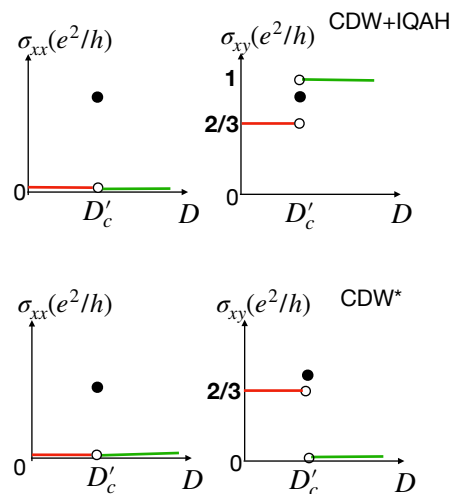 σxx(e²/h)
0
D′c
D
CDW+IQAH
σxy(e²/h)
1
2/3
0
D′c
D
σxx(e²/h)
0
D′c
D
CDW*
σxy(e²/h)
2/3
0
D′c
D